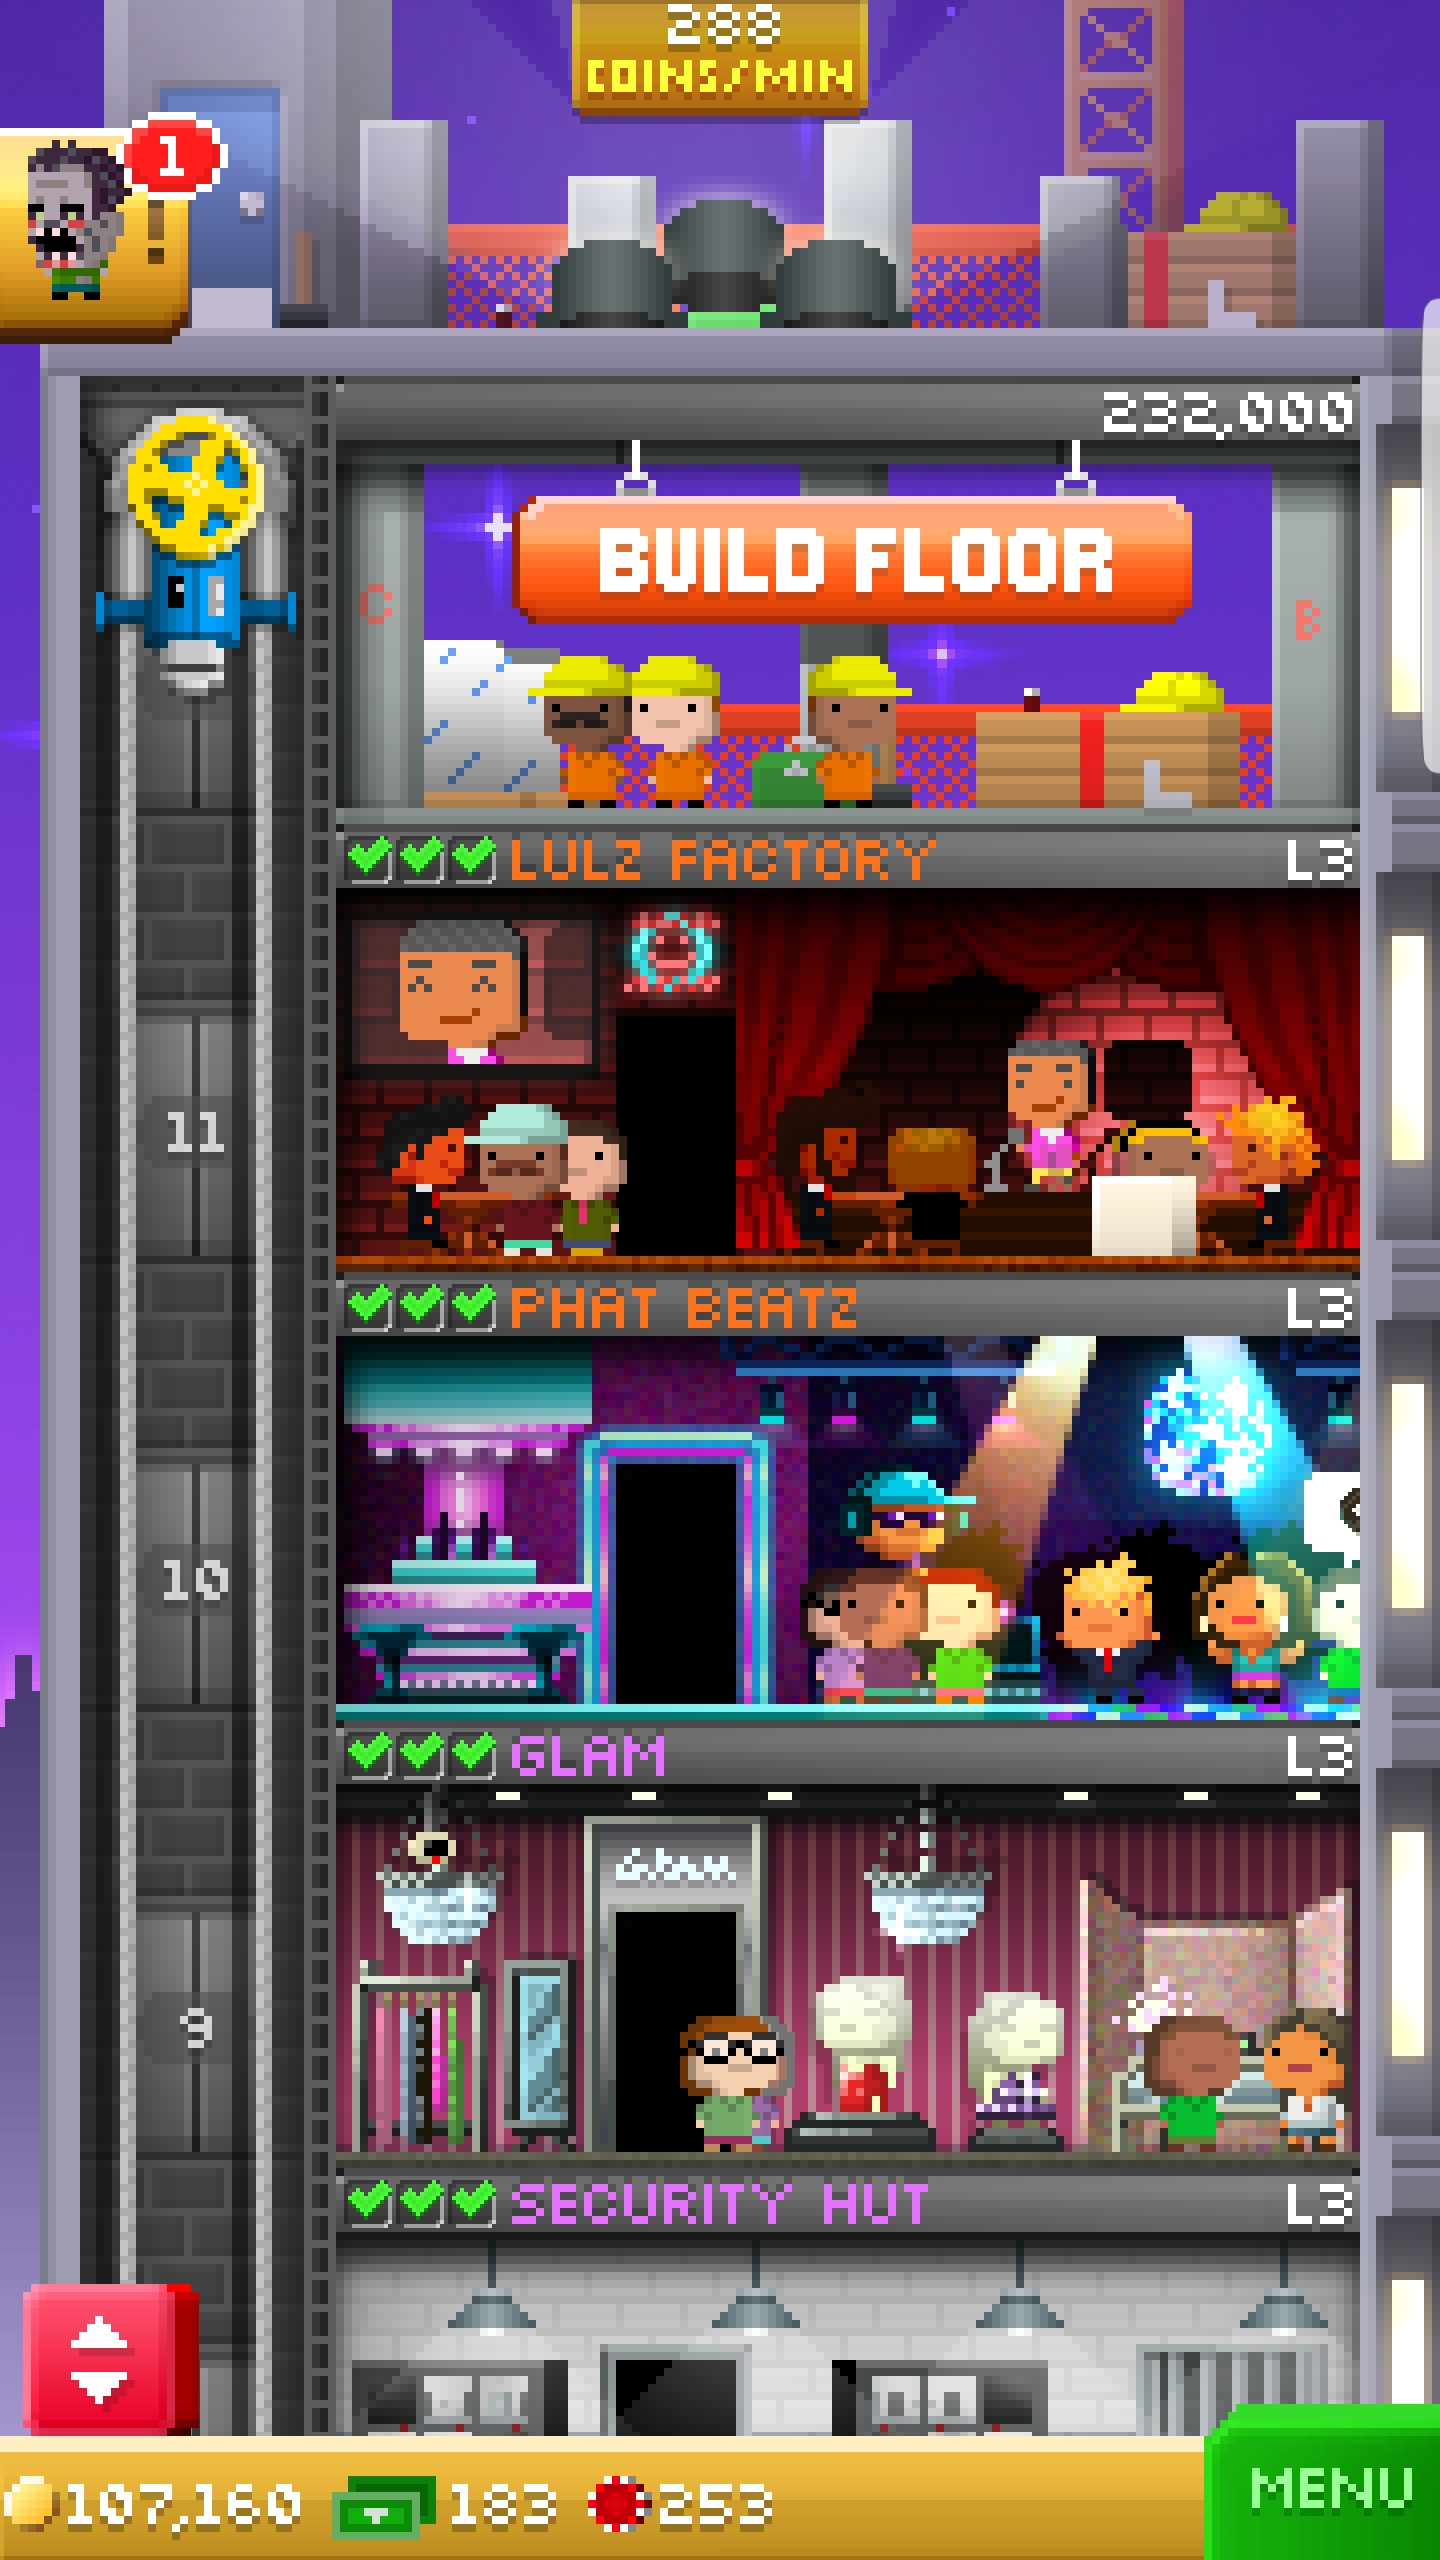 288
COINS/MIN
1
!
232,000
BUILD FLOOR
C
B
LULZ FACTORY L3
11
PHAT BEATZ L3
10
GLAM L3
Glam
9
SECURITY HUT L3
107,160 183 253
MENU